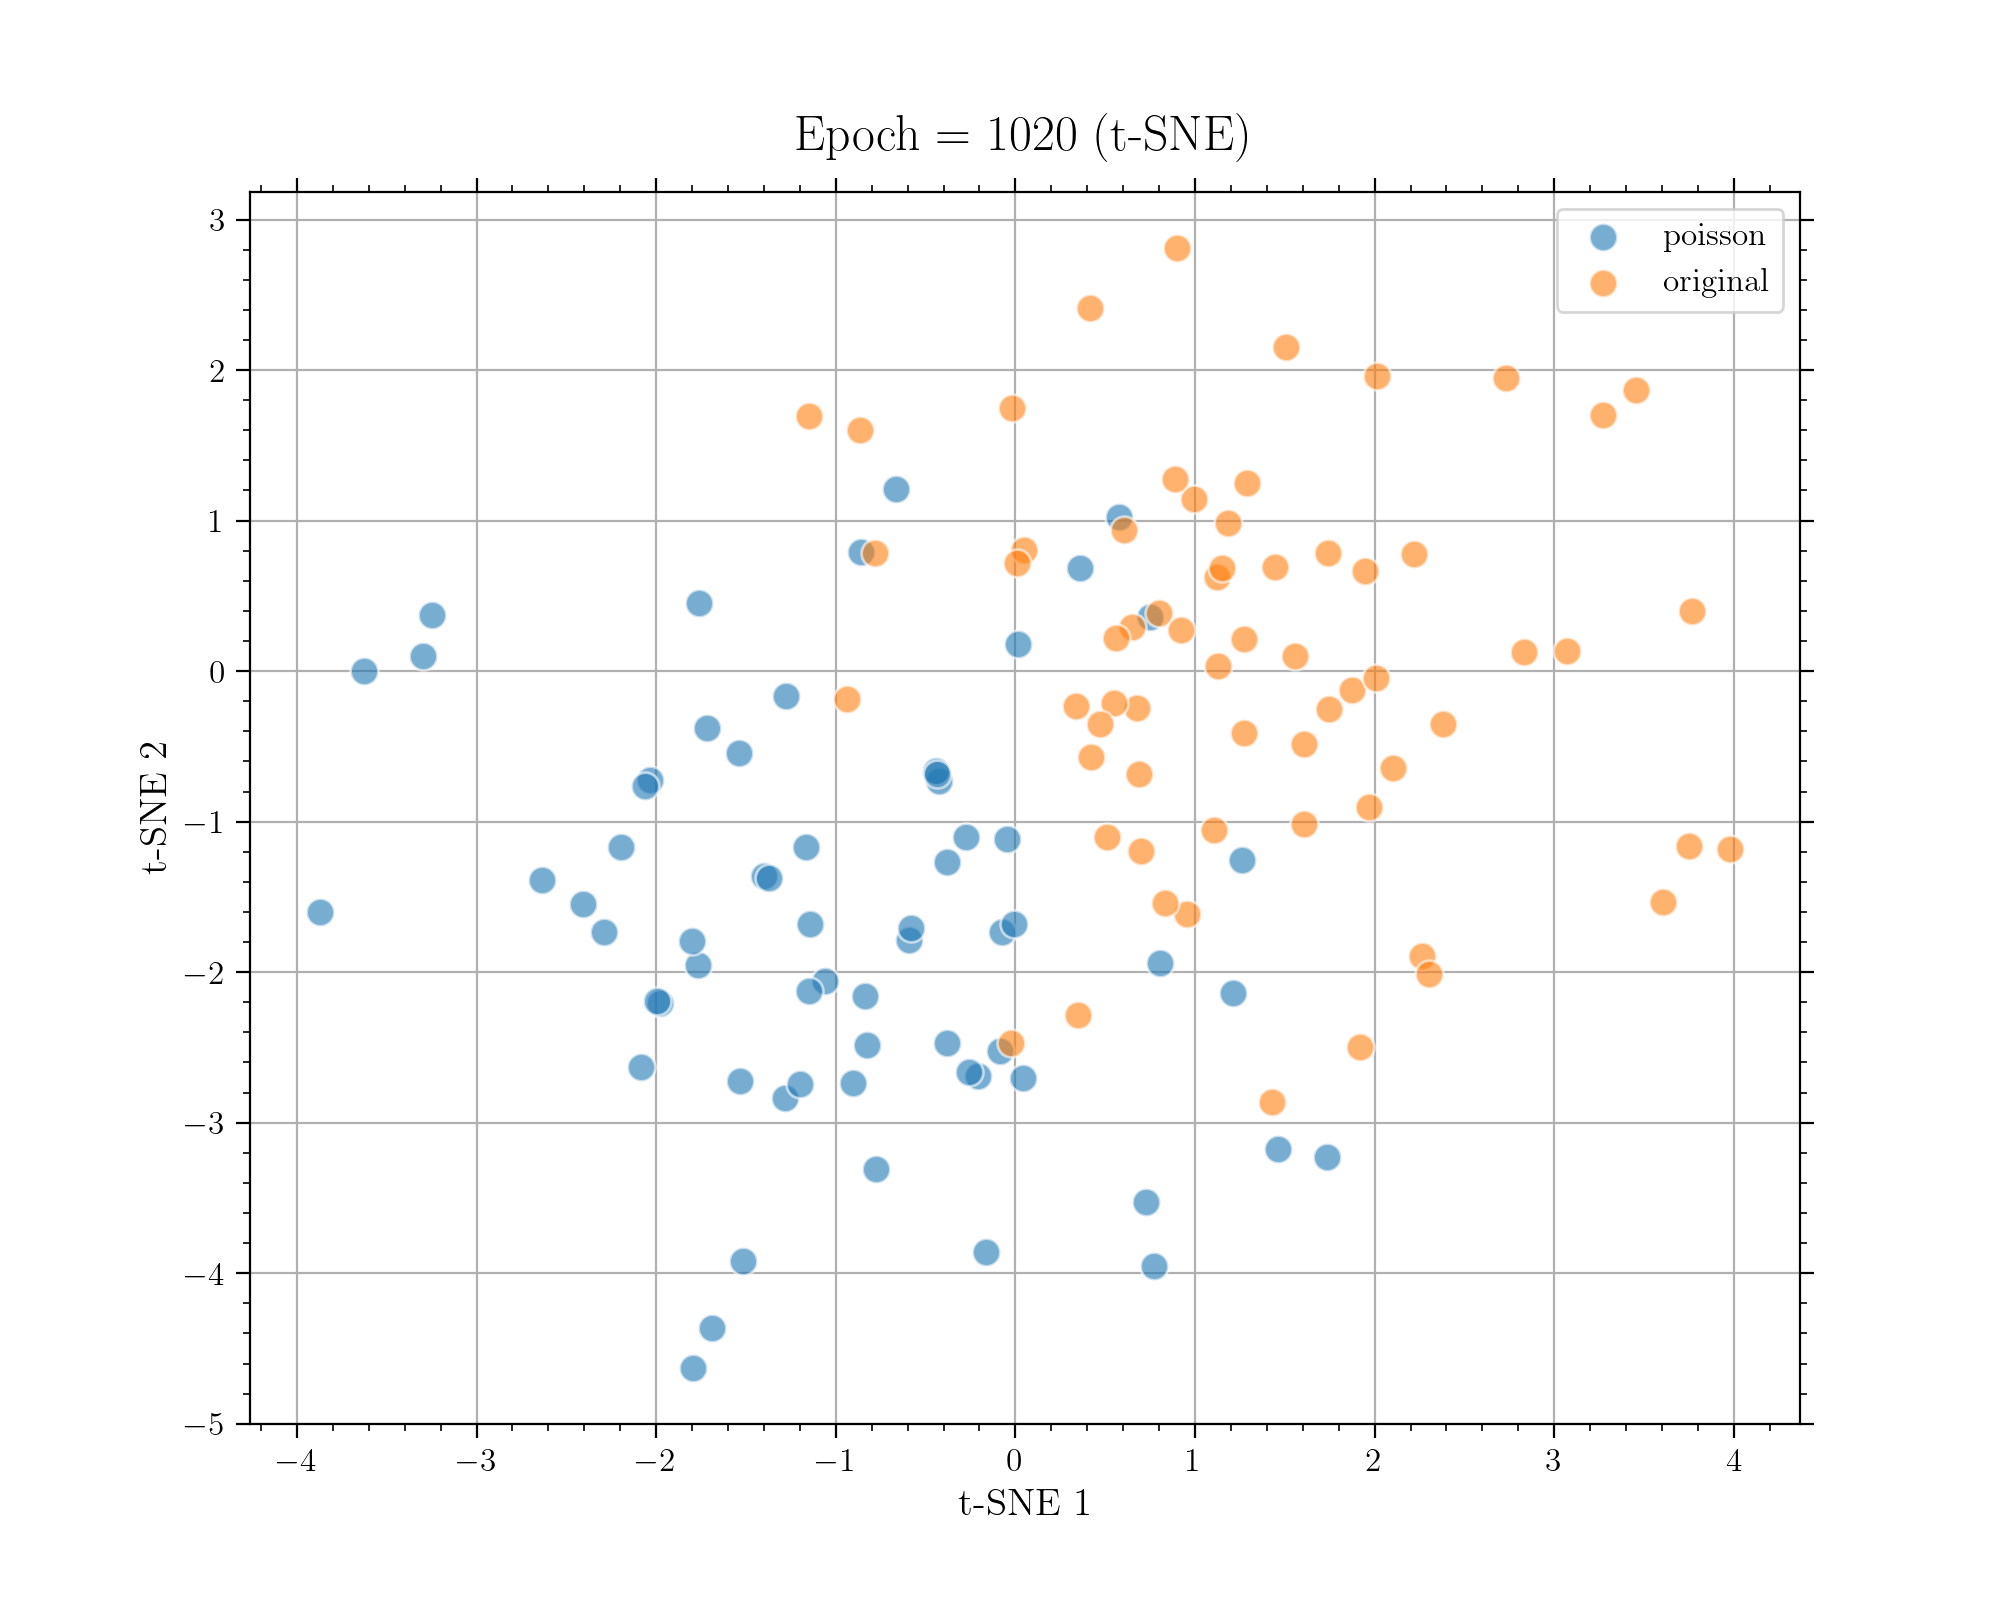 Epoch = 1020 (t-SNE)
poisson
original
3
2
1
0
−1
−2
−3
−4
−5
t-SNE 2
−4 −3 −2 −1 0 1 2 3 4
t-SNE 1